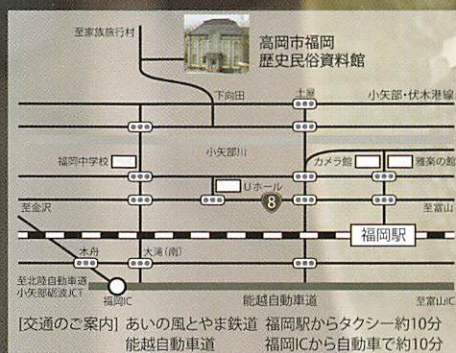 至家族旅行村
高岡市福岡
歴史民俗資料館
下向田
土屋
小矢部・伏木港線
小矢部川
福岡中学校
カメラ館
雅楽の館
Uホール
8
至金沢
至富山
福岡駅
木舟
大滝(南)
至北陸自動車道
小矢部砺波JCT
福岡IC
能越自動車道
至富山IC
[交通のご案内] あいの風とやま鉄道 福岡駅からタクシー約10分
能越自動車道 福岡ICから自動車で約10分